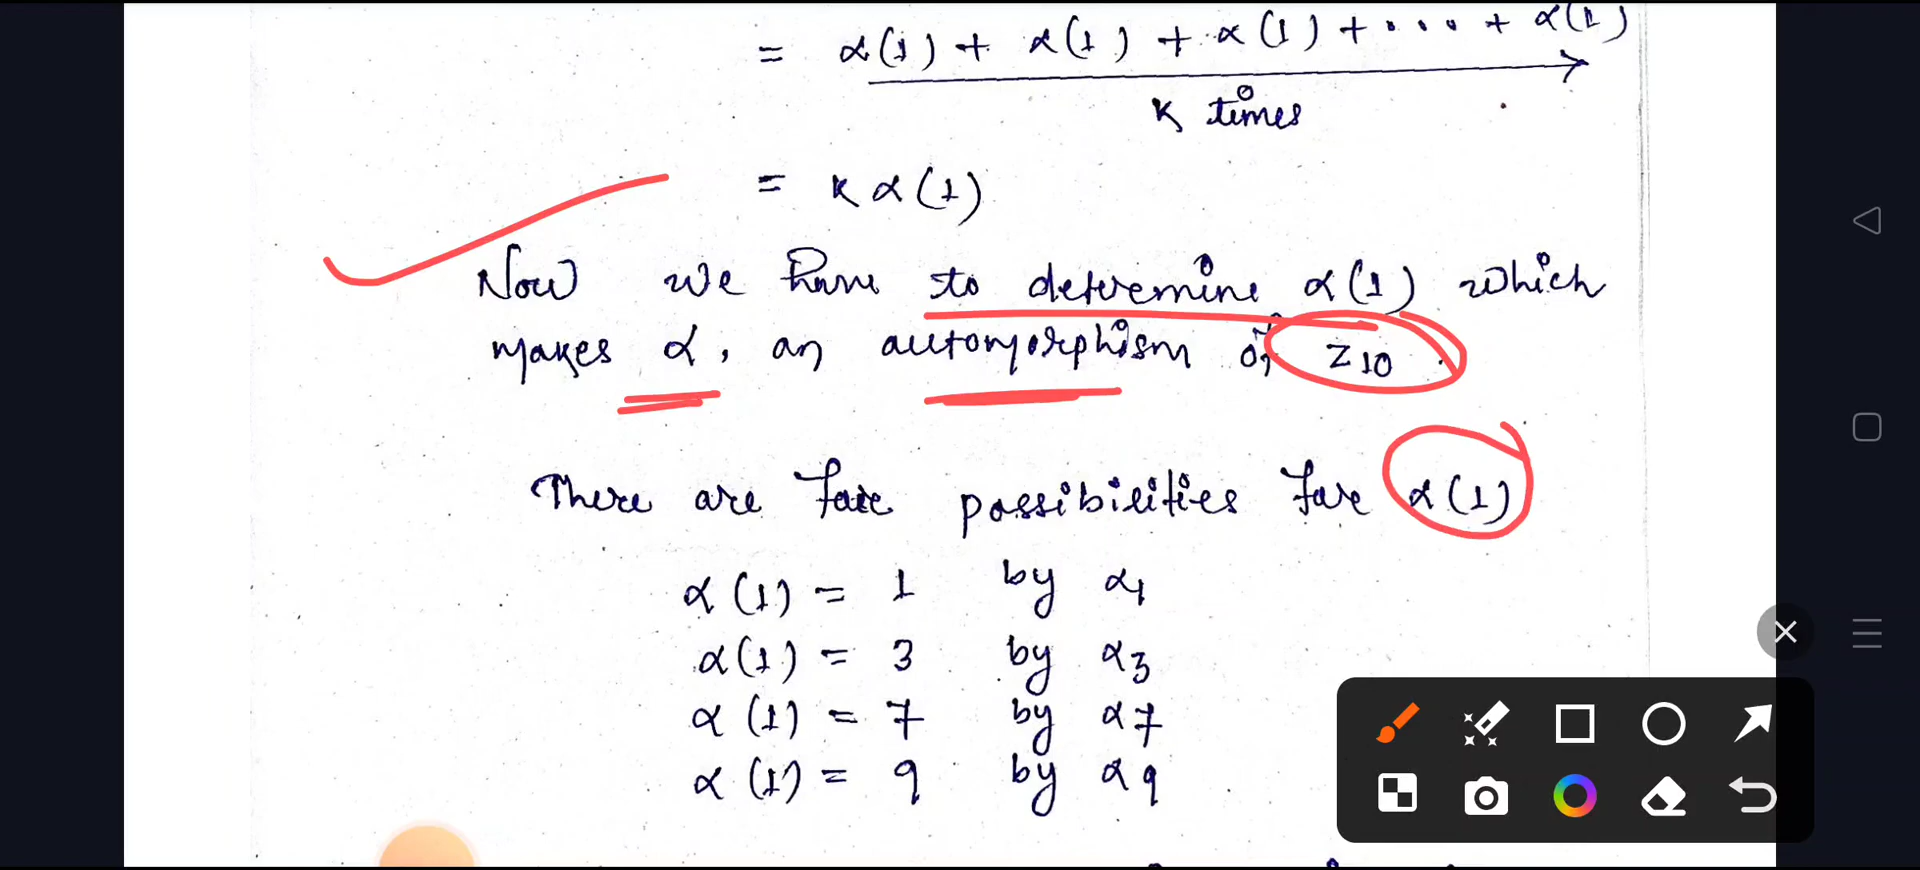 = α(1) + α(1) + α(1) + .... + α(1)
K times
= K α(1)
Now we have to determine α(1) which
makes α, an automorphism of Z10
There are four possibilities for α(1)
α(1) = 1 by α1
α(1) = 3 by α3
α(1) = 7 by α7
α(1) = 9 by α9